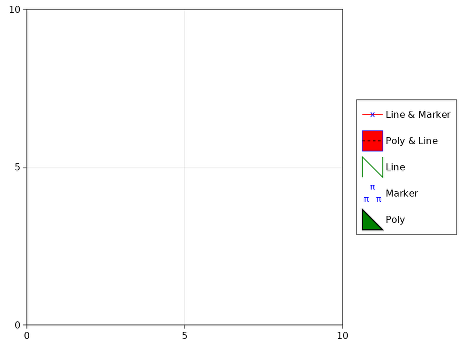 10
5
0
0 5 10
Line & Marker
Poly & Line
Line
π
π π
Marker
Poly